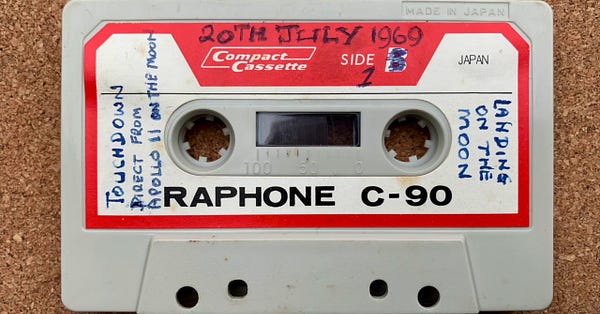 MADE IN JAPAN
20TH JULY 1969
Compact
Cassette
SIDE
1
JAPAN
TOUCHDOWN
DIRECT FROM
APOLLO 11 ON THE MOON
LANDING
ON THE
MOON
100 50 0
RAPHONE C-90